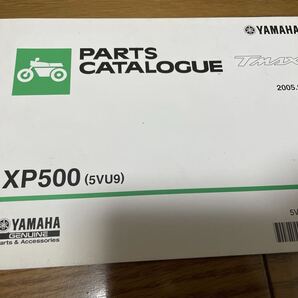 YAMAHA
PARTS
CATALOGUE
TMAX
2005.
XP500 (5VU9)
YAMAHA
GENUINE
Parts & Accessories
5V